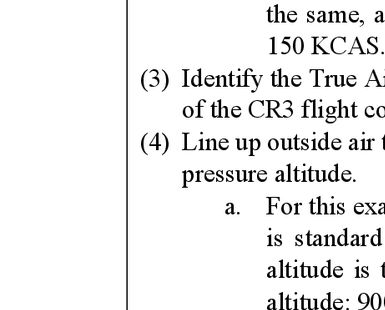 the same, a
150 KCAS.
(3) Identify the True Ai
of the CR3 flight co
(4) Line up outside air t
pressure altitude.
a. For this exa
is standard
altitude is t
altitude: 900